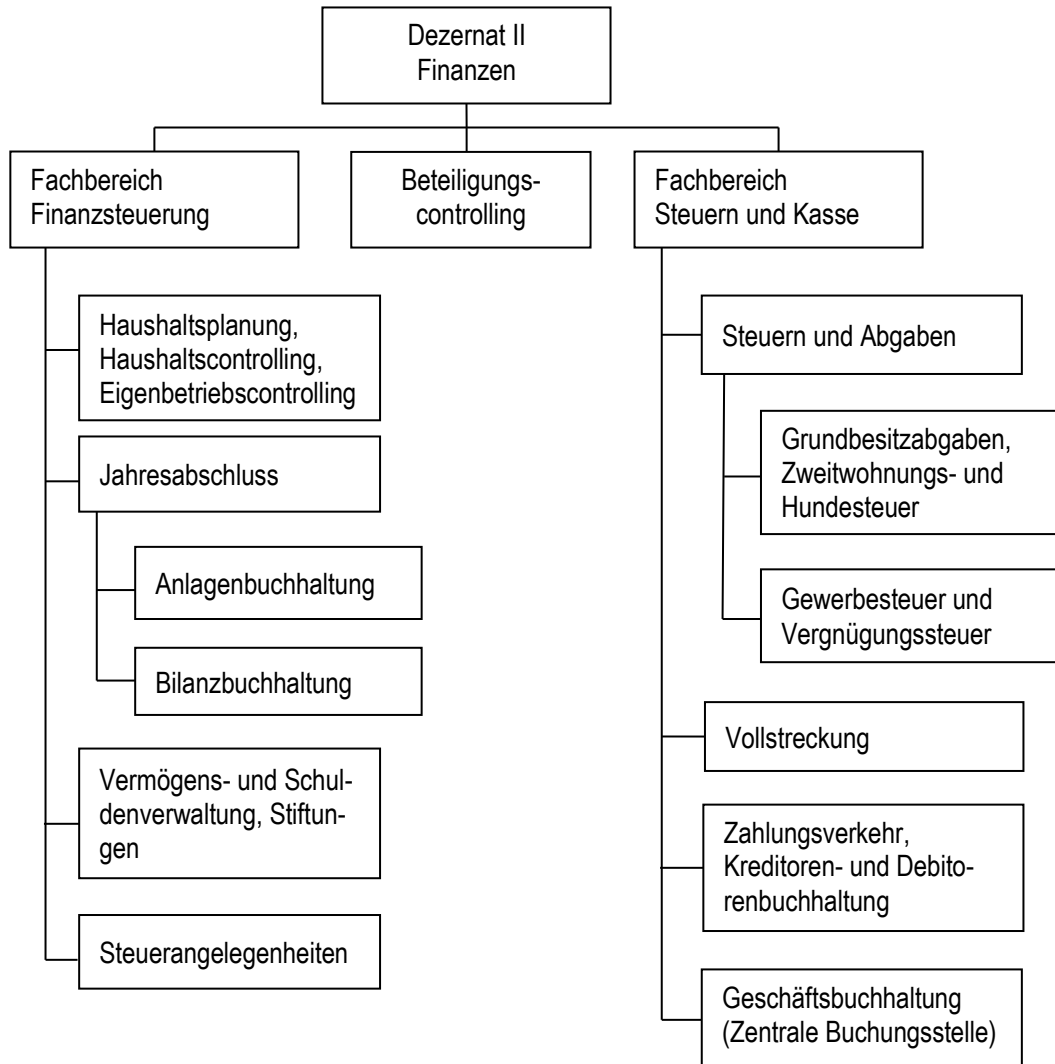 Dezernat II
Finanzen
Fachbereich
Finanzsteuerung
Beteiligungs-
controlling
Fachbereich
Steuern und Kasse
Haushaltsplanung,
Haushaltscontrolling,
Eigenbetriebscontrolling
Jahresabschluss
Anlagenbuchhaltung
Bilanzbuchhaltung
Vermögens- und Schul-
denverwaltung, Stiftun-
gen
Steuerangelegenheiten
Steuern und Abgaben
Grundbesitzabgaben,
Zweitwohnungs- und
Hundesteuer
Gewerbesteuer und
Vergnügungssteuer
Vollstreckung
Zahlungsverkehr,
Kreditoren- und Debito-
renbuchhaltung
Geschäftsbuchhaltung
(Zentrale Buchungsstelle)